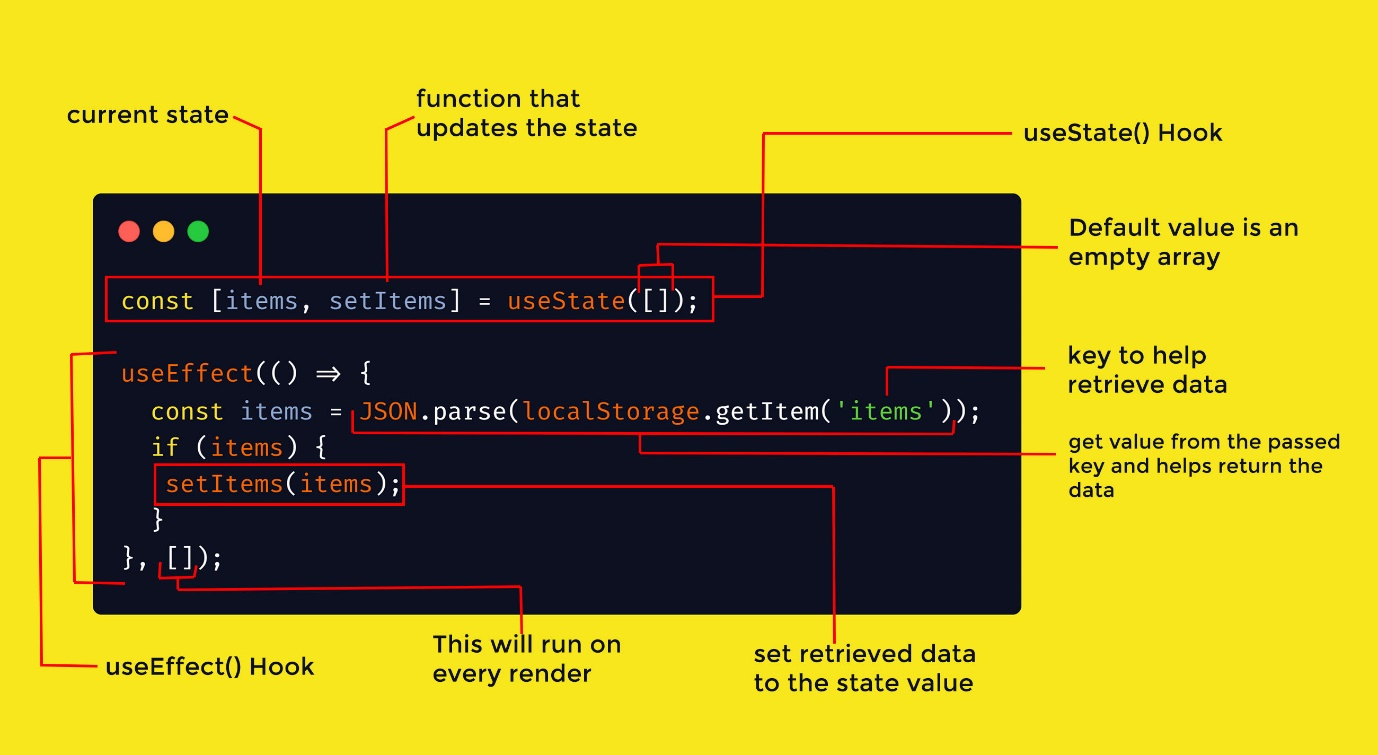 current state
function that
updates the state
useState() Hook
Default value is an
empty array
const [items, setItems] = useState([]);
key to help
retrieve data
useEffect(() => {
const items = JSON.parse(localStorage.getItem('items'));
if (items) {
get value from the passed
key and helps return the
data
setItems(items);
}
}, []);
This will run on
every render
set retrieved data
to the state value
useEffect() Hook